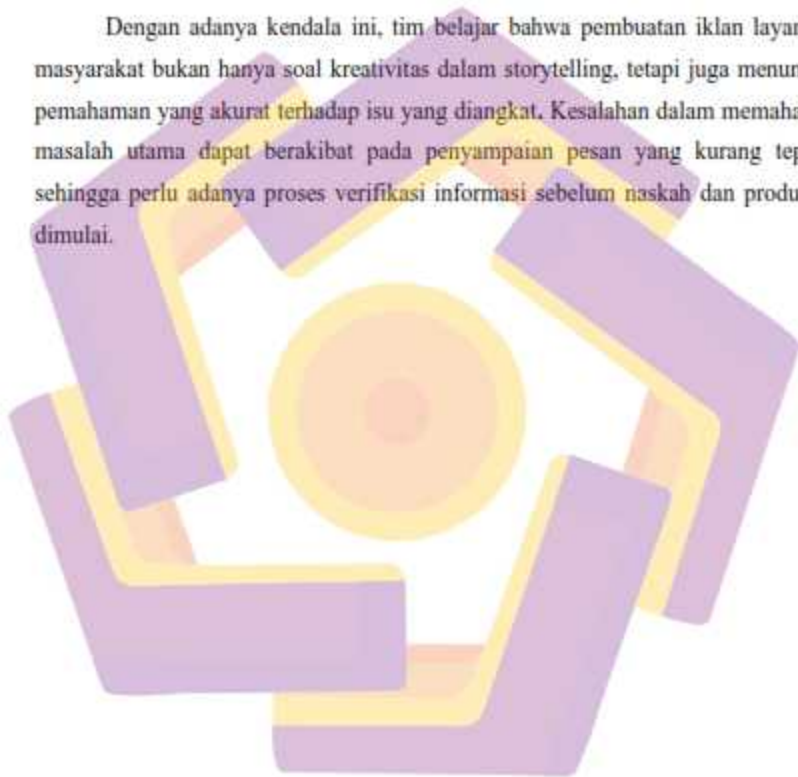 Dengan adanya kendala ini, tim belajar bahwa pembuatan iklan layan
masyarakat bukan hanya soal kreativitas dalam storytelling, tetapi juga menun
pemahaman yang akurat terhadap isu yang diangkat. Kesalahan dalam memaha
masalah utama dapat berakibat pada penyampaian pesan yang kurang tep
sehingga perlu adanya proses verifikasi informasi sebelum naskah dan produ
dimulai.